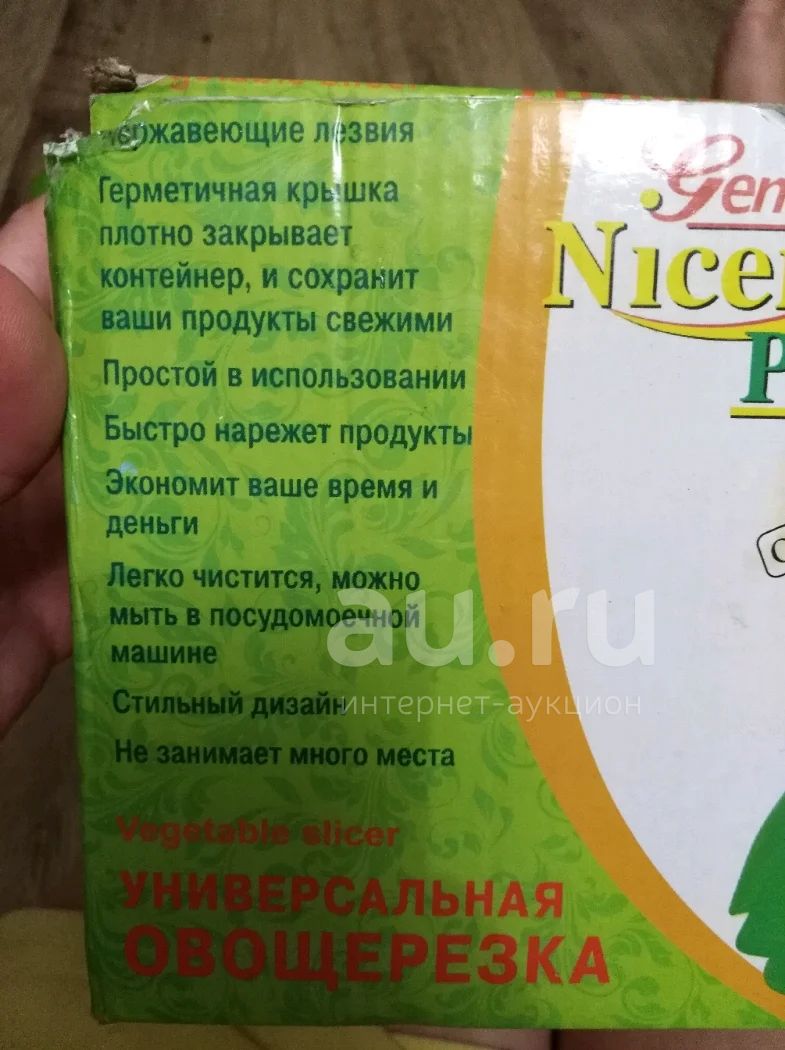 ержавеющие лезвия
Герметичная крышка
плотно закрывает
контейнер, и сохранит
ваши продукты свежими
Простой в использовании
Быстро нарежет продукты
Экономит ваше время и
деньги
Легко чистится, можно
мыть в посудомоечной
машине
Стильный дизайн
Не занимает много места
Vegetable slicer
УНИВЕРСАЛЬНАЯ
ОВОЩЕРЕЗКА
Gen
Nicer
P
au.ru
интернет-аукцион